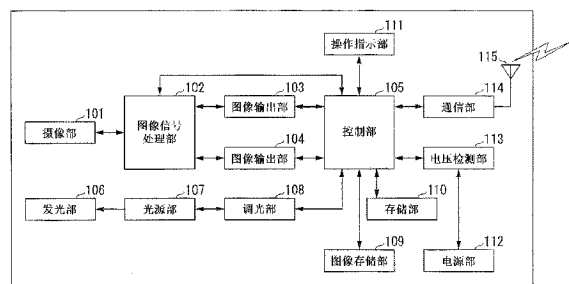 111
操作指示部
115
102
103
105
114
101
图像信号
处理部
图像输出部
控制部
通信部
摄像部
104
113
图像输出部
电压检测部
106
107
108
110
发光部
光源部
调光部
存储部
109
112
图像存储部
电源部